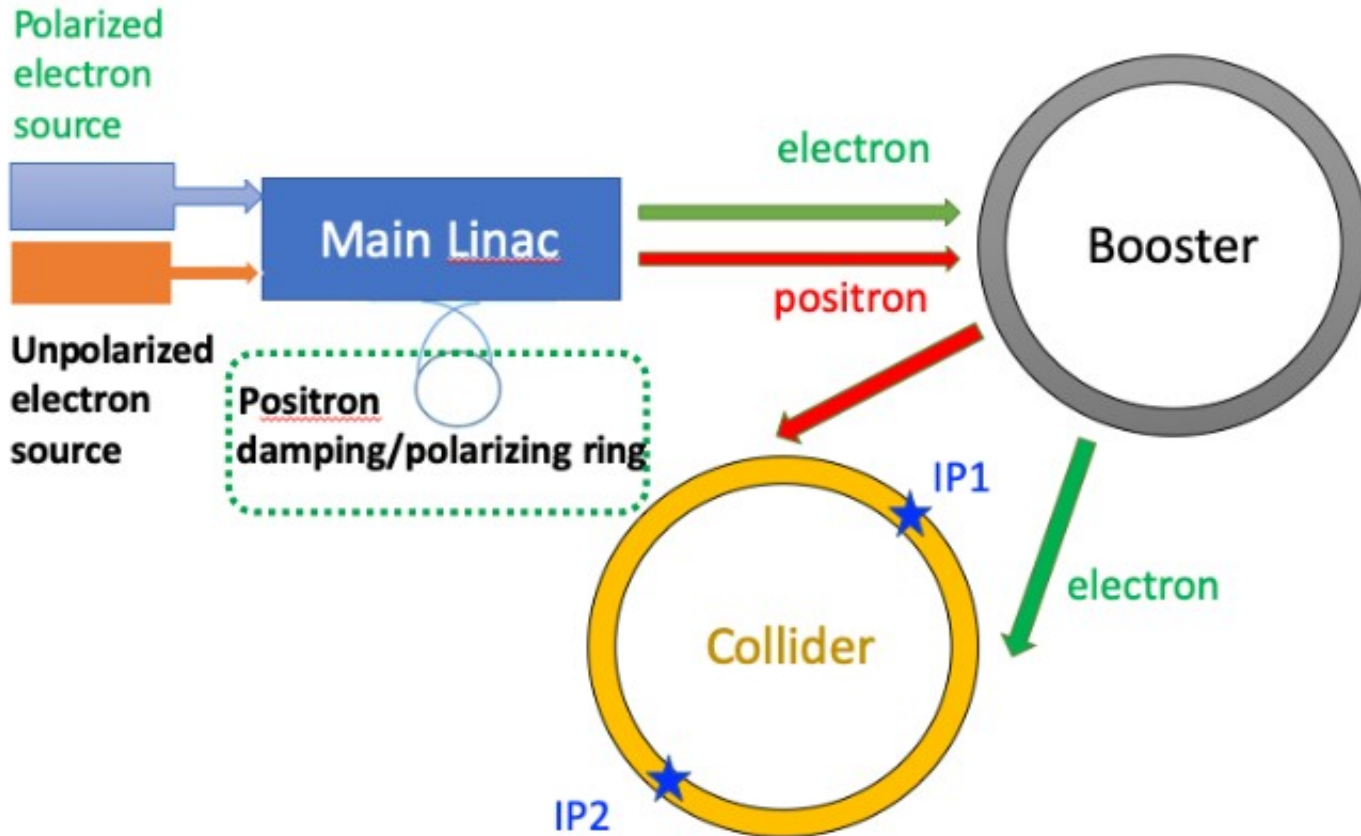 Polarized
electron
source
electron
Main Linac
Booster
positron
Unpolarized
electron
source
Positron
damping/polarizing ring
IP1
electron
Collider
IP2